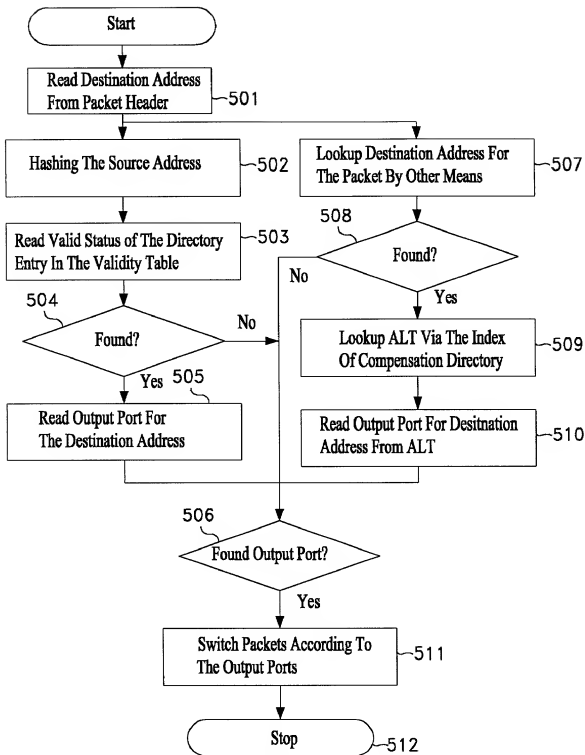 Start
Read Destination Address
From Packet Header
501
Hashing The Source Address
502
Lookup Destination Address For
The Packet By Other Means
507
Read Valid Status of The Directory
Entry In The Validity Table
503
508
Found?
No
Yes
504
Found?
No
Yes
Lookup ALT Via The Index
Of Compensation Directory
509
505
Read Output Port For
The Destination Address
Read Output Port For Desitnation
Address From ALT
510
506
Found Output Port?
Yes
Switch Packets According To
The Output Ports
511
Stop
512